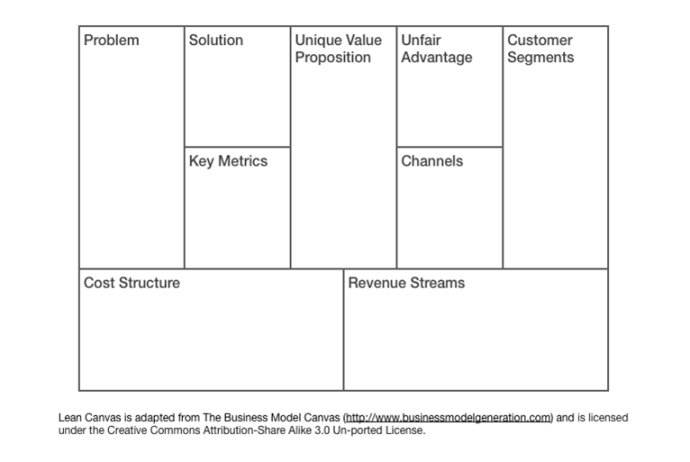 Problem
Solution
Unique Value
Proposition
Unfair
Advantage
Customer
Segments
Key Metrics
Channels
Cost Structure
Revenue Streams
Lean Canvas is adapted from The Business Model Canvas (http://www.businessmodelgeneration.com) and is licensed
under the Creative Commons Attribution-Share Alike 3.0 Un-ported License.